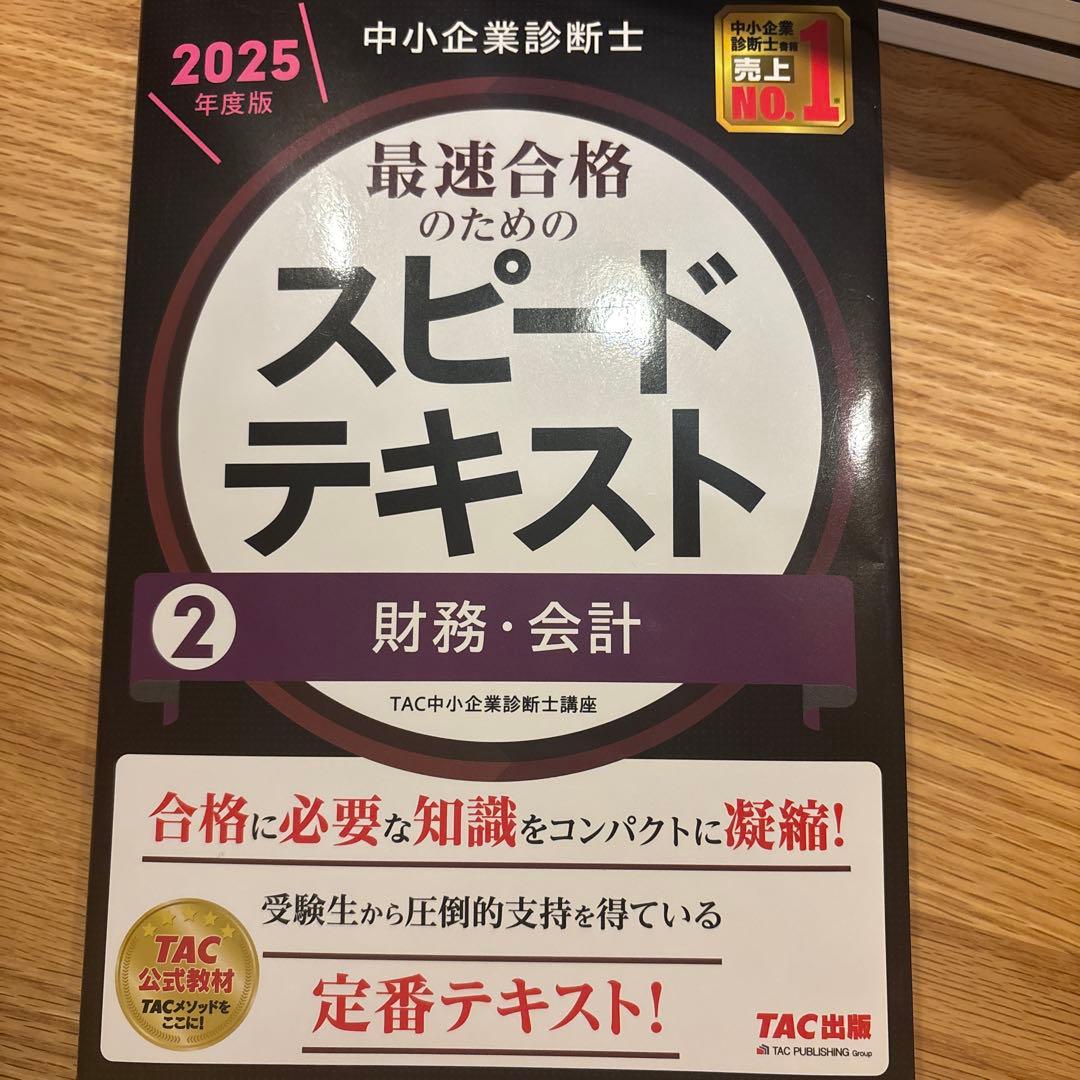 2025
年度版
中小企業診断士
中小企業
診断士書籍
売上
NO.1
最速合格
のための
スピード
テキスト
2 財務・会計
TAC中小企業診断士講座
合格に必要な知識をコンパクトに凝縮!
受験生から圧倒的支持を得ている
定番テキスト!
TAC
公式教材
TACメソッドを
ここに!
TAC出版
TAC PUBLISHING Group